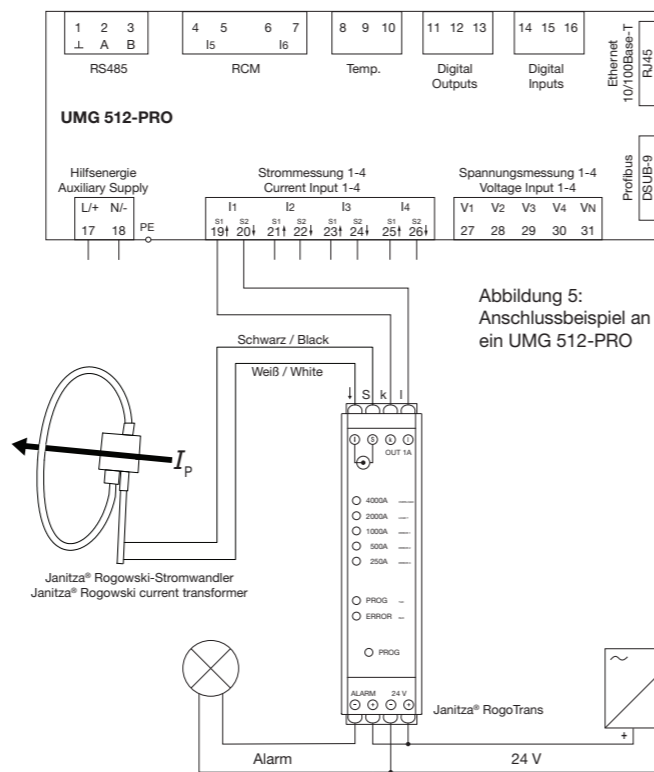 1 2 3
⊥ A B
RS485
4 5 6 7
I5 I6
RCM
8 9 10
Temp.
11 12 13
Digital
Outputs
14 15 16
Digital
Inputs
Ethernet
10/100Base-T
RJ45
UMG 512-PRO
Profibus
DSUB-9
Hilfsenergie
Auxiliary Supply
L/+ N/-
17 18
PE
Strommessung 1-4
Current Input 1-4
I1 I2 I3 I4
S1 S2 S1 S2 S1 S2 S1 S2
19↑ 20↓ 21↑ 22↓ 23↑ 24↓ 25↑ 26↓
Spannungsmessung 1-4
Voltage Input 1-4
V1 V2 V3 V4 VN
27 28 29 30 31
Abbildung 5:
Anschlussbeispiel an
ein UMG 512-PRO
Schwarz / Black
Weiß / White
↓ S k l
S k l
OUT 1A
IP
4000A
2000A
1000A
500A
250A
PROG
ERROR
PROG
Janitza® Rogowski-Stromwandler
Janitza® Rogowski current transformer
ALARM 24 V
- + - +
Janitza® RogoTrans
~
+
Alarm
24 V